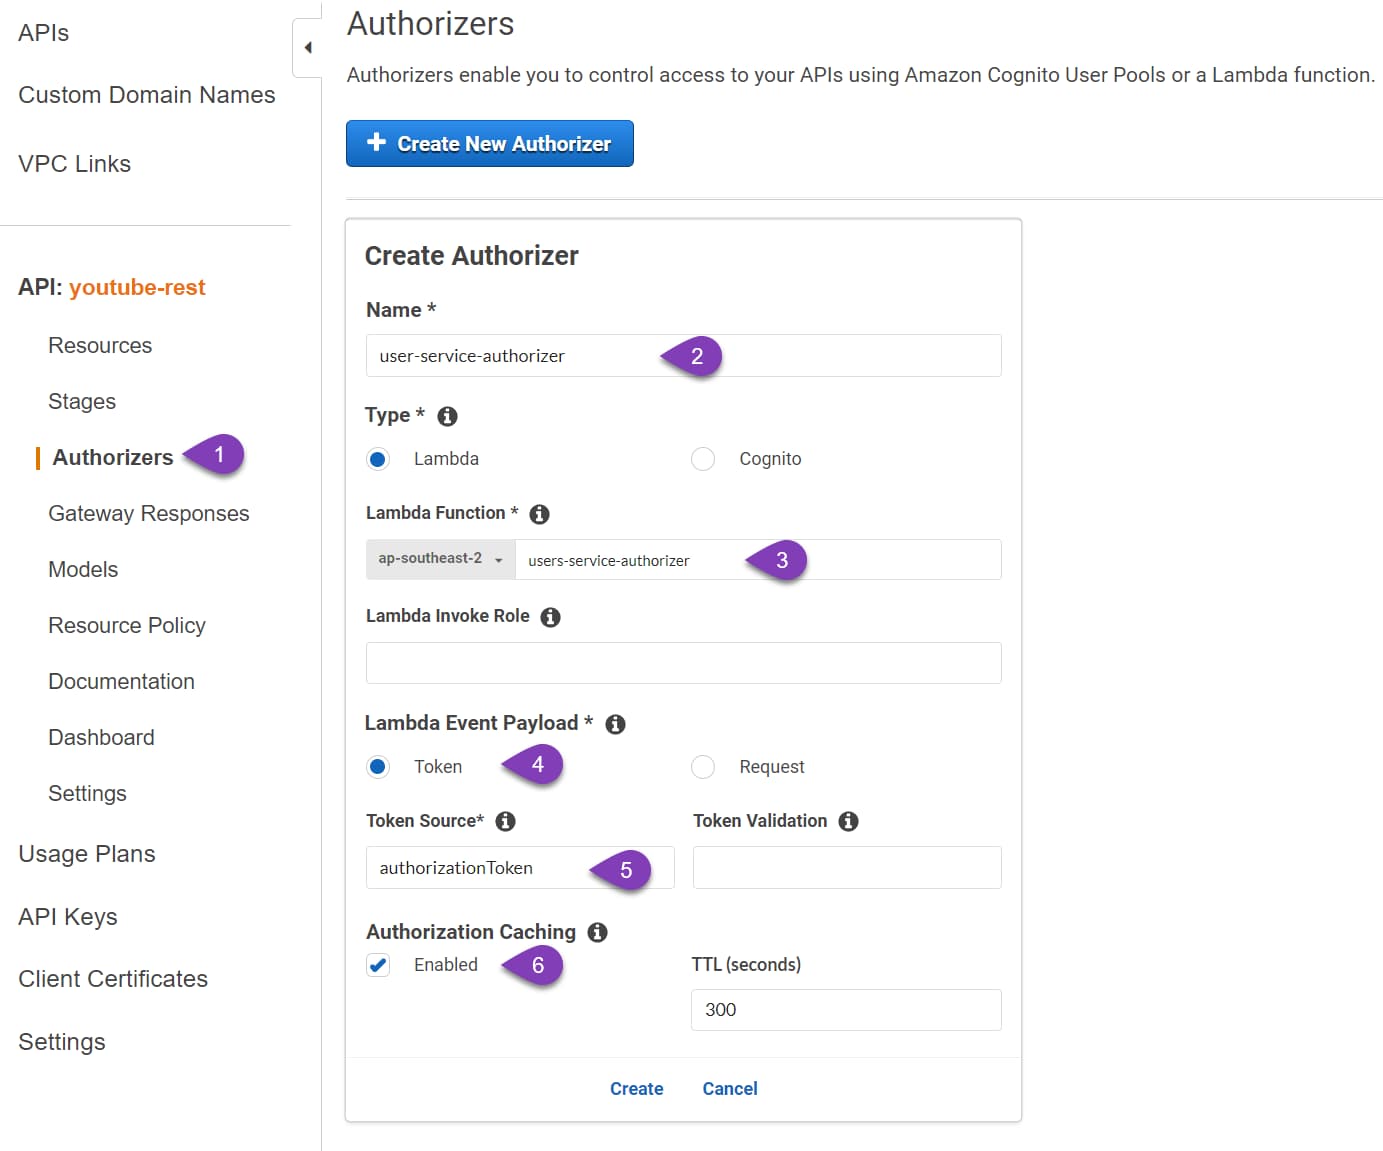 APIs
Custom Domain Names
VPC Links
API: youtube-rest
Resources
Stages
Authorizers 1
Gateway Responses
Models
Resource Policy
Documentation
Dashboard
Settings
Usage Plans
API Keys
Client Certificates
Settings
Authorizers
Authorizers enable you to control access to your APIs using Amazon Cognito User Pools or a Lambda function.
+ Create New Authorizer
Create Authorizer
Name *
user-service-authorizer 2
Type *
Lambda Cognito
Lambda Function *
ap-southeast-2 users-service-authorizer 3
Lambda Invoke Role
Lambda Event Payload *
Token 4 Request
Token Source* Token Validation
authorizationToken 5
Authorization Caching
Enabled 6 TTL (seconds)
300
Create Cancel